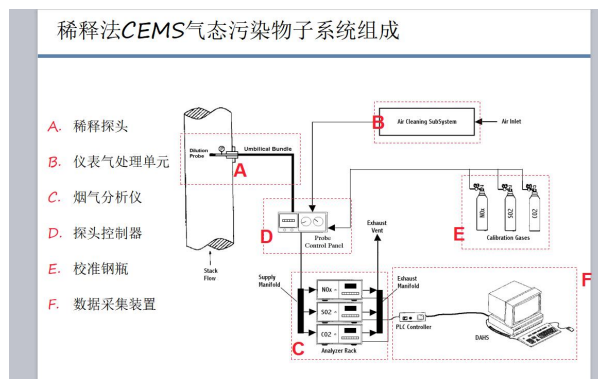 稀释法CEMS气态污染物子系统组成
A. 稀释探头
B. 仪表气处理单元
C. 烟气分析仪
D. 探头控制器
E. 校准钢瓶
F. 数据采集装置
Dilution
Probe
Umbilical Bundle
A
B
Air Cleaning SubSystem
Air Inlet
D
Probe
Control Panel
Exhaust
Vent
E
NOx
SO2
CO2
Calibration Gases
Stack
Flow
Supply
Manifold
NOx
SO2
CO2
Exhaust
Manifold
C
Analyzer Rack
PLC Controller
DAHS
F